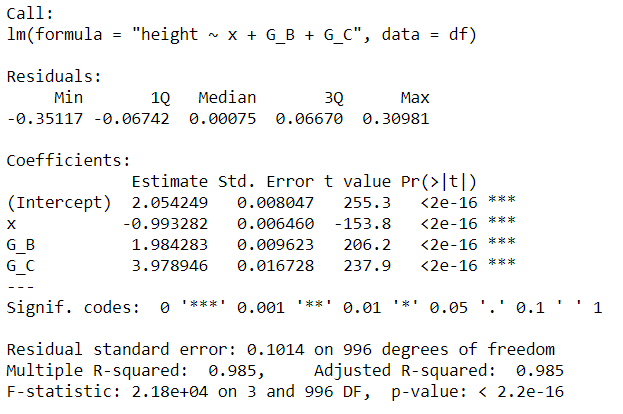 Call:
lm(formula = "height ~ x + G_B + G_C", data = df)
Residuals:
     Min       1Q   Median       3Q      Max
-0.35117 -0.06742  0.00075  0.06670  0.30981
Coefficients:
             Estimate Std. Error t value Pr(>|t|)
(Intercept)  2.054249   0.008047   255.3   <2e-16 ***
x           -0.993282   0.006460  -153.8   <2e-16 ***
G_B          1.984283   0.009623   206.2   <2e-16 ***
G_C          3.978946   0.016728   237.9   <2e-16 ***
---
Signif. codes:  0 '***' 0.001 '**' 0.01 '*' 0.05 '.' 0.1 ' ' 1
Residual standard error: 0.1014 on 996 degrees of freedom
Multiple R-squared:  0.985,     Adjusted R-squared:  0.985
F-statistic: 2.18e+04 on 3 and 996 DF,  p-value: < 2.2e-16